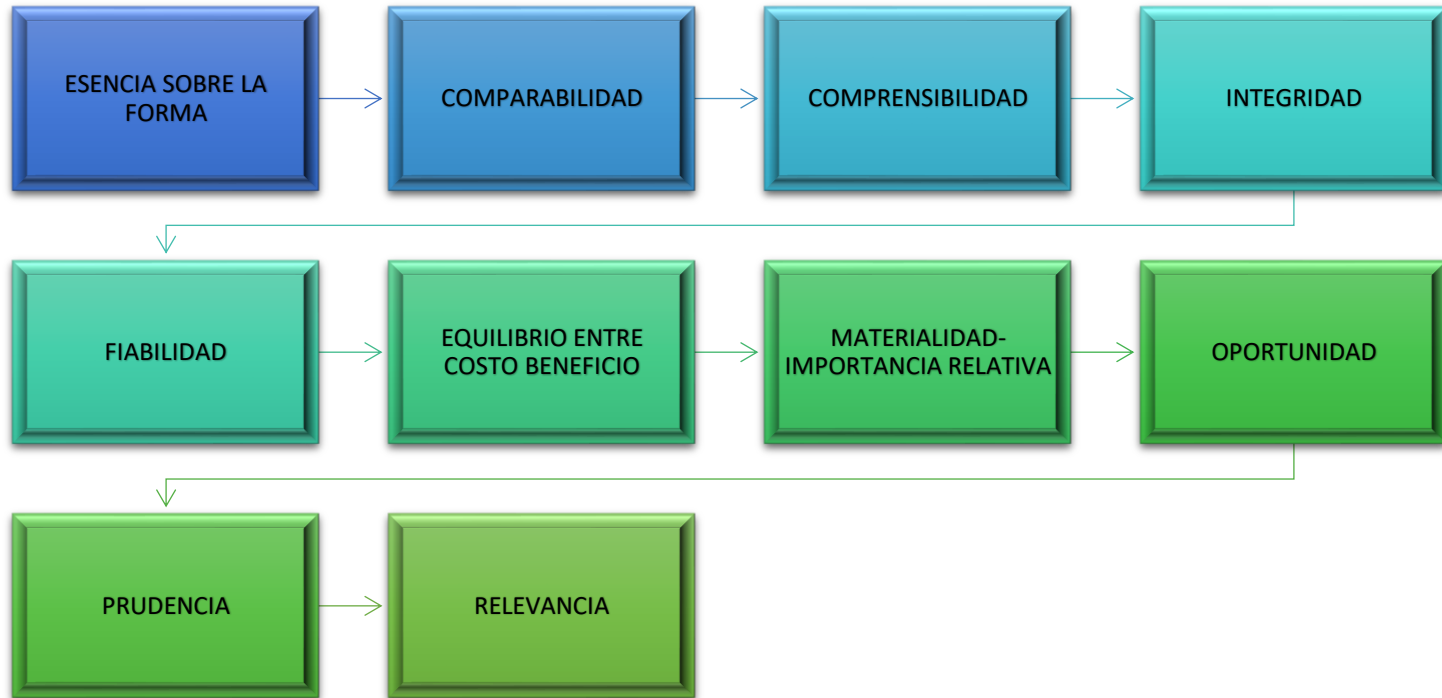 ESENCIA SOBRE LA
FORMA
COMPARABILIDAD
COMPRENSIBILIDAD
INTEGRIDAD
FIABILIDAD
EQUILIBRIO ENTRE
COSTO BENEFICIO
MATERIALIDAD-
IMPORTANCIA RELATIVA
OPORTUNIDAD
PRUDENCIA
RELEVANCIA